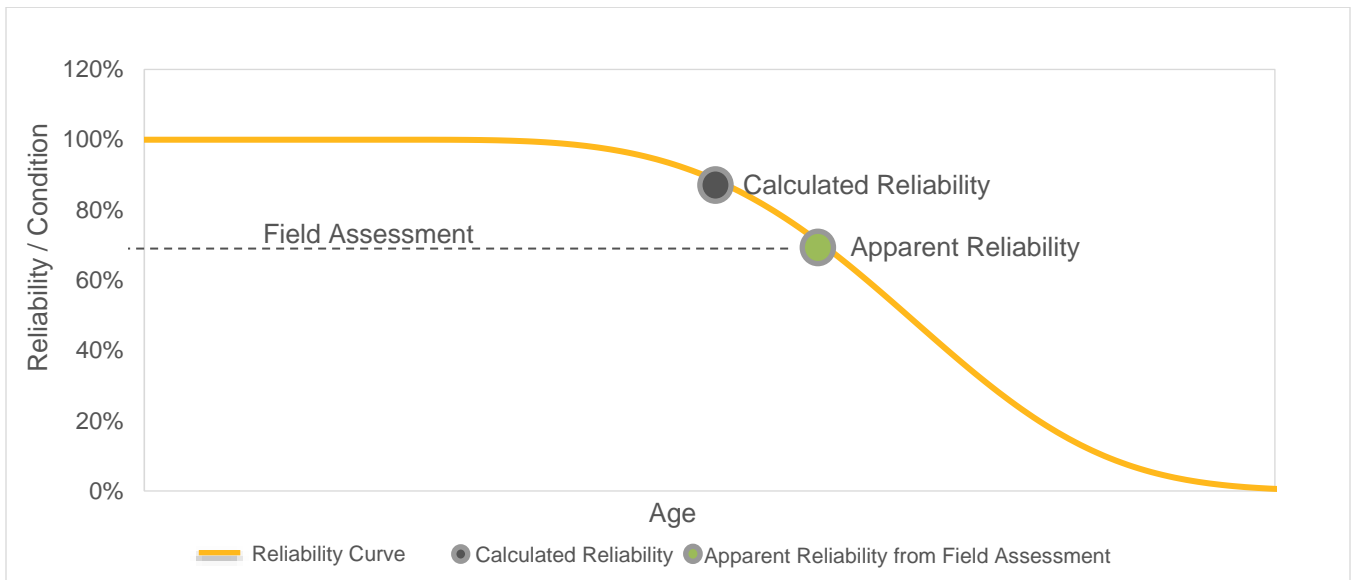 120%
100%
80%
60%
40%
20%
0%
Reliability / Condition
Field Assessment
Calculated Reliability
Apparent Reliability
Age
Reliability Curve Calculated Reliability Apparent Reliability from Field Assessment